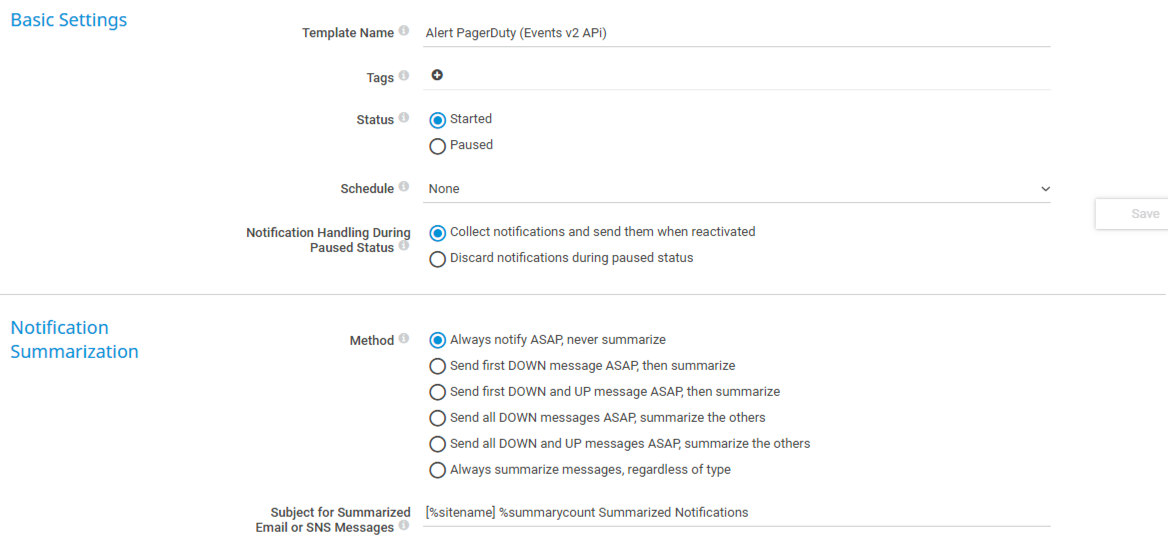 Basic Settings
Template Name
Alert PagerDuty (Events v2 APi)
Tags
Status
Started
Paused
Schedule
None
Save
Notification Handling During
Paused Status
Collect notifications and send them when reactivated
Discard notifications during paused status
Notification
Summarization
Method
Always notify ASAP, never summarize
Send first DOWN message ASAP, then summarize
Send first DOWN and UP message ASAP, then summarize
Send all DOWN messages ASAP, summarize the others
Send all DOWN and UP messages ASAP, summarize the others
Always summarize messages, regardless of type
Subject for Summarized
Email or SNS Messages
[%sitename] %summarycount Summarized Notifications